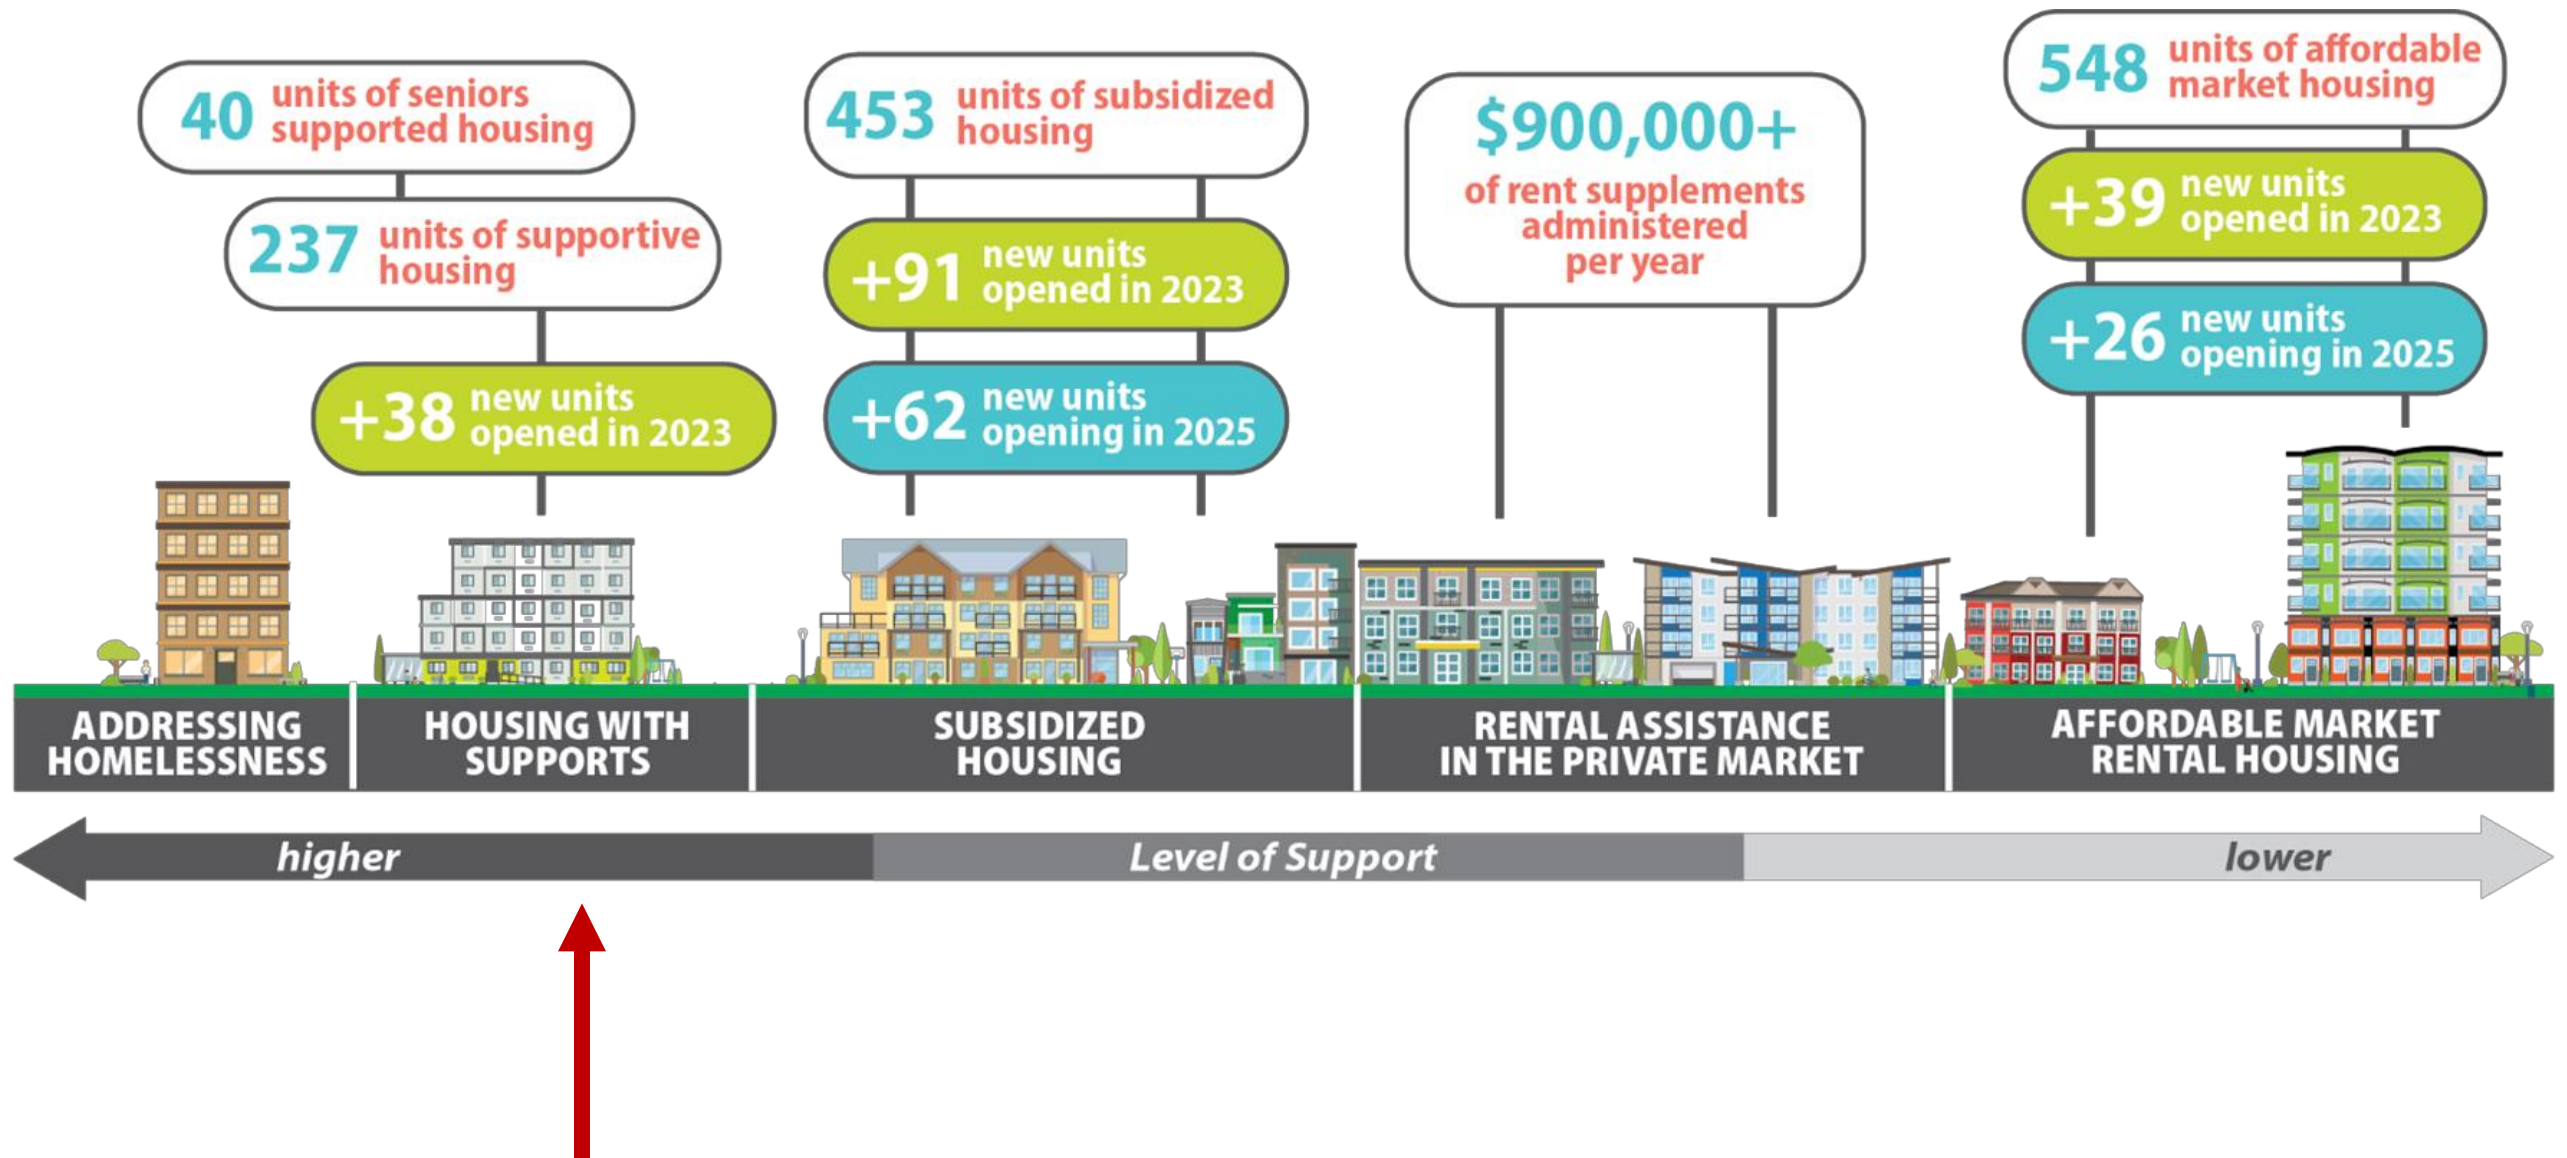 40 units of seniors
supported housing
237 units of supportive
housing
+38 new units
opened in 2023
453 units of subsidized
housing
+91 new units
opened in 2023
+62 new units
opening in 2025
$900,000+
of rent supplements
administered
per year
548 units of affordable
market housing
+39 new units
opened in 2023
+26 new units
opening in 2025
ADDRESSING
HOMELESSNESS
HOUSING WITH
SUPPORTS
SUBSIDIZED
HOUSING
RENTAL ASSISTANCE
IN THE PRIVATE MARKET
AFFORDABLE MARKET
RENTAL HOUSING
higher
Level of Support
lower